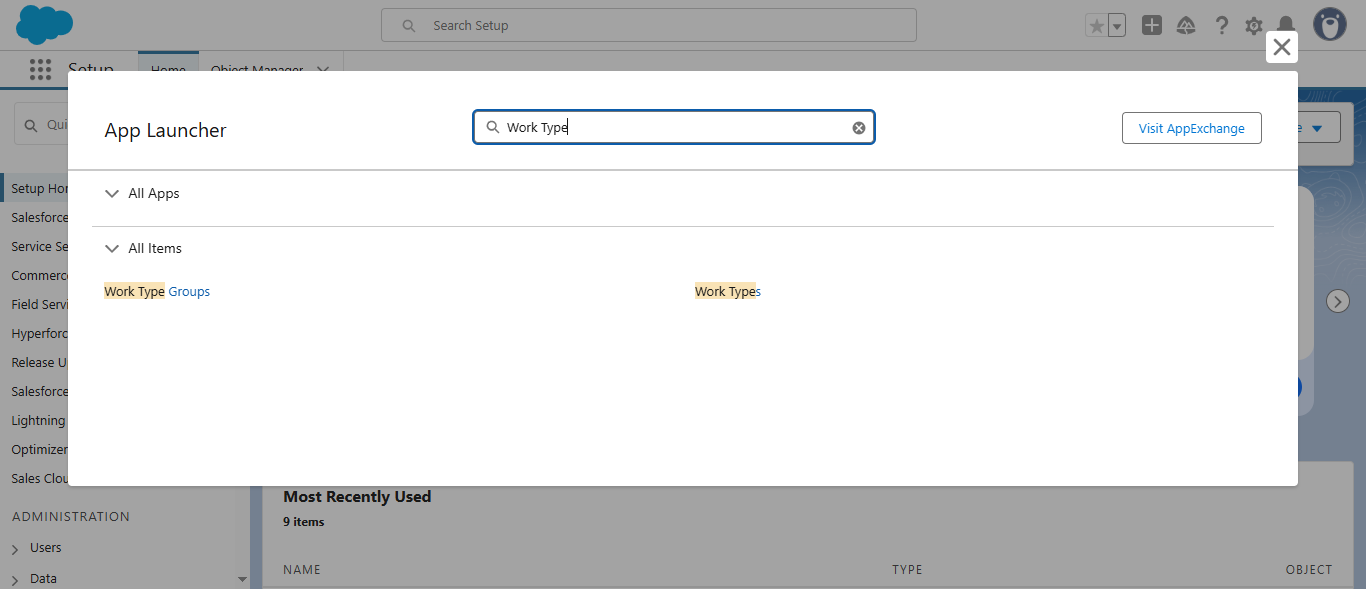 Search Setup
Setup
Home
Object Manager
Qui
App Launcher
Work Type
Visit AppExchange
e
All Apps
All Items
Work Type Groups
Work Types
Setup Ho
Salesforce
Service Se
Commerc
Field Servi
Hyperforc
Release U
Salesforce
Lightning
Optimizer
Sales Clou
ADMINISTRATION
Users
Data
Most Recently Used
9 items
NAME
TYPE
OBJECT